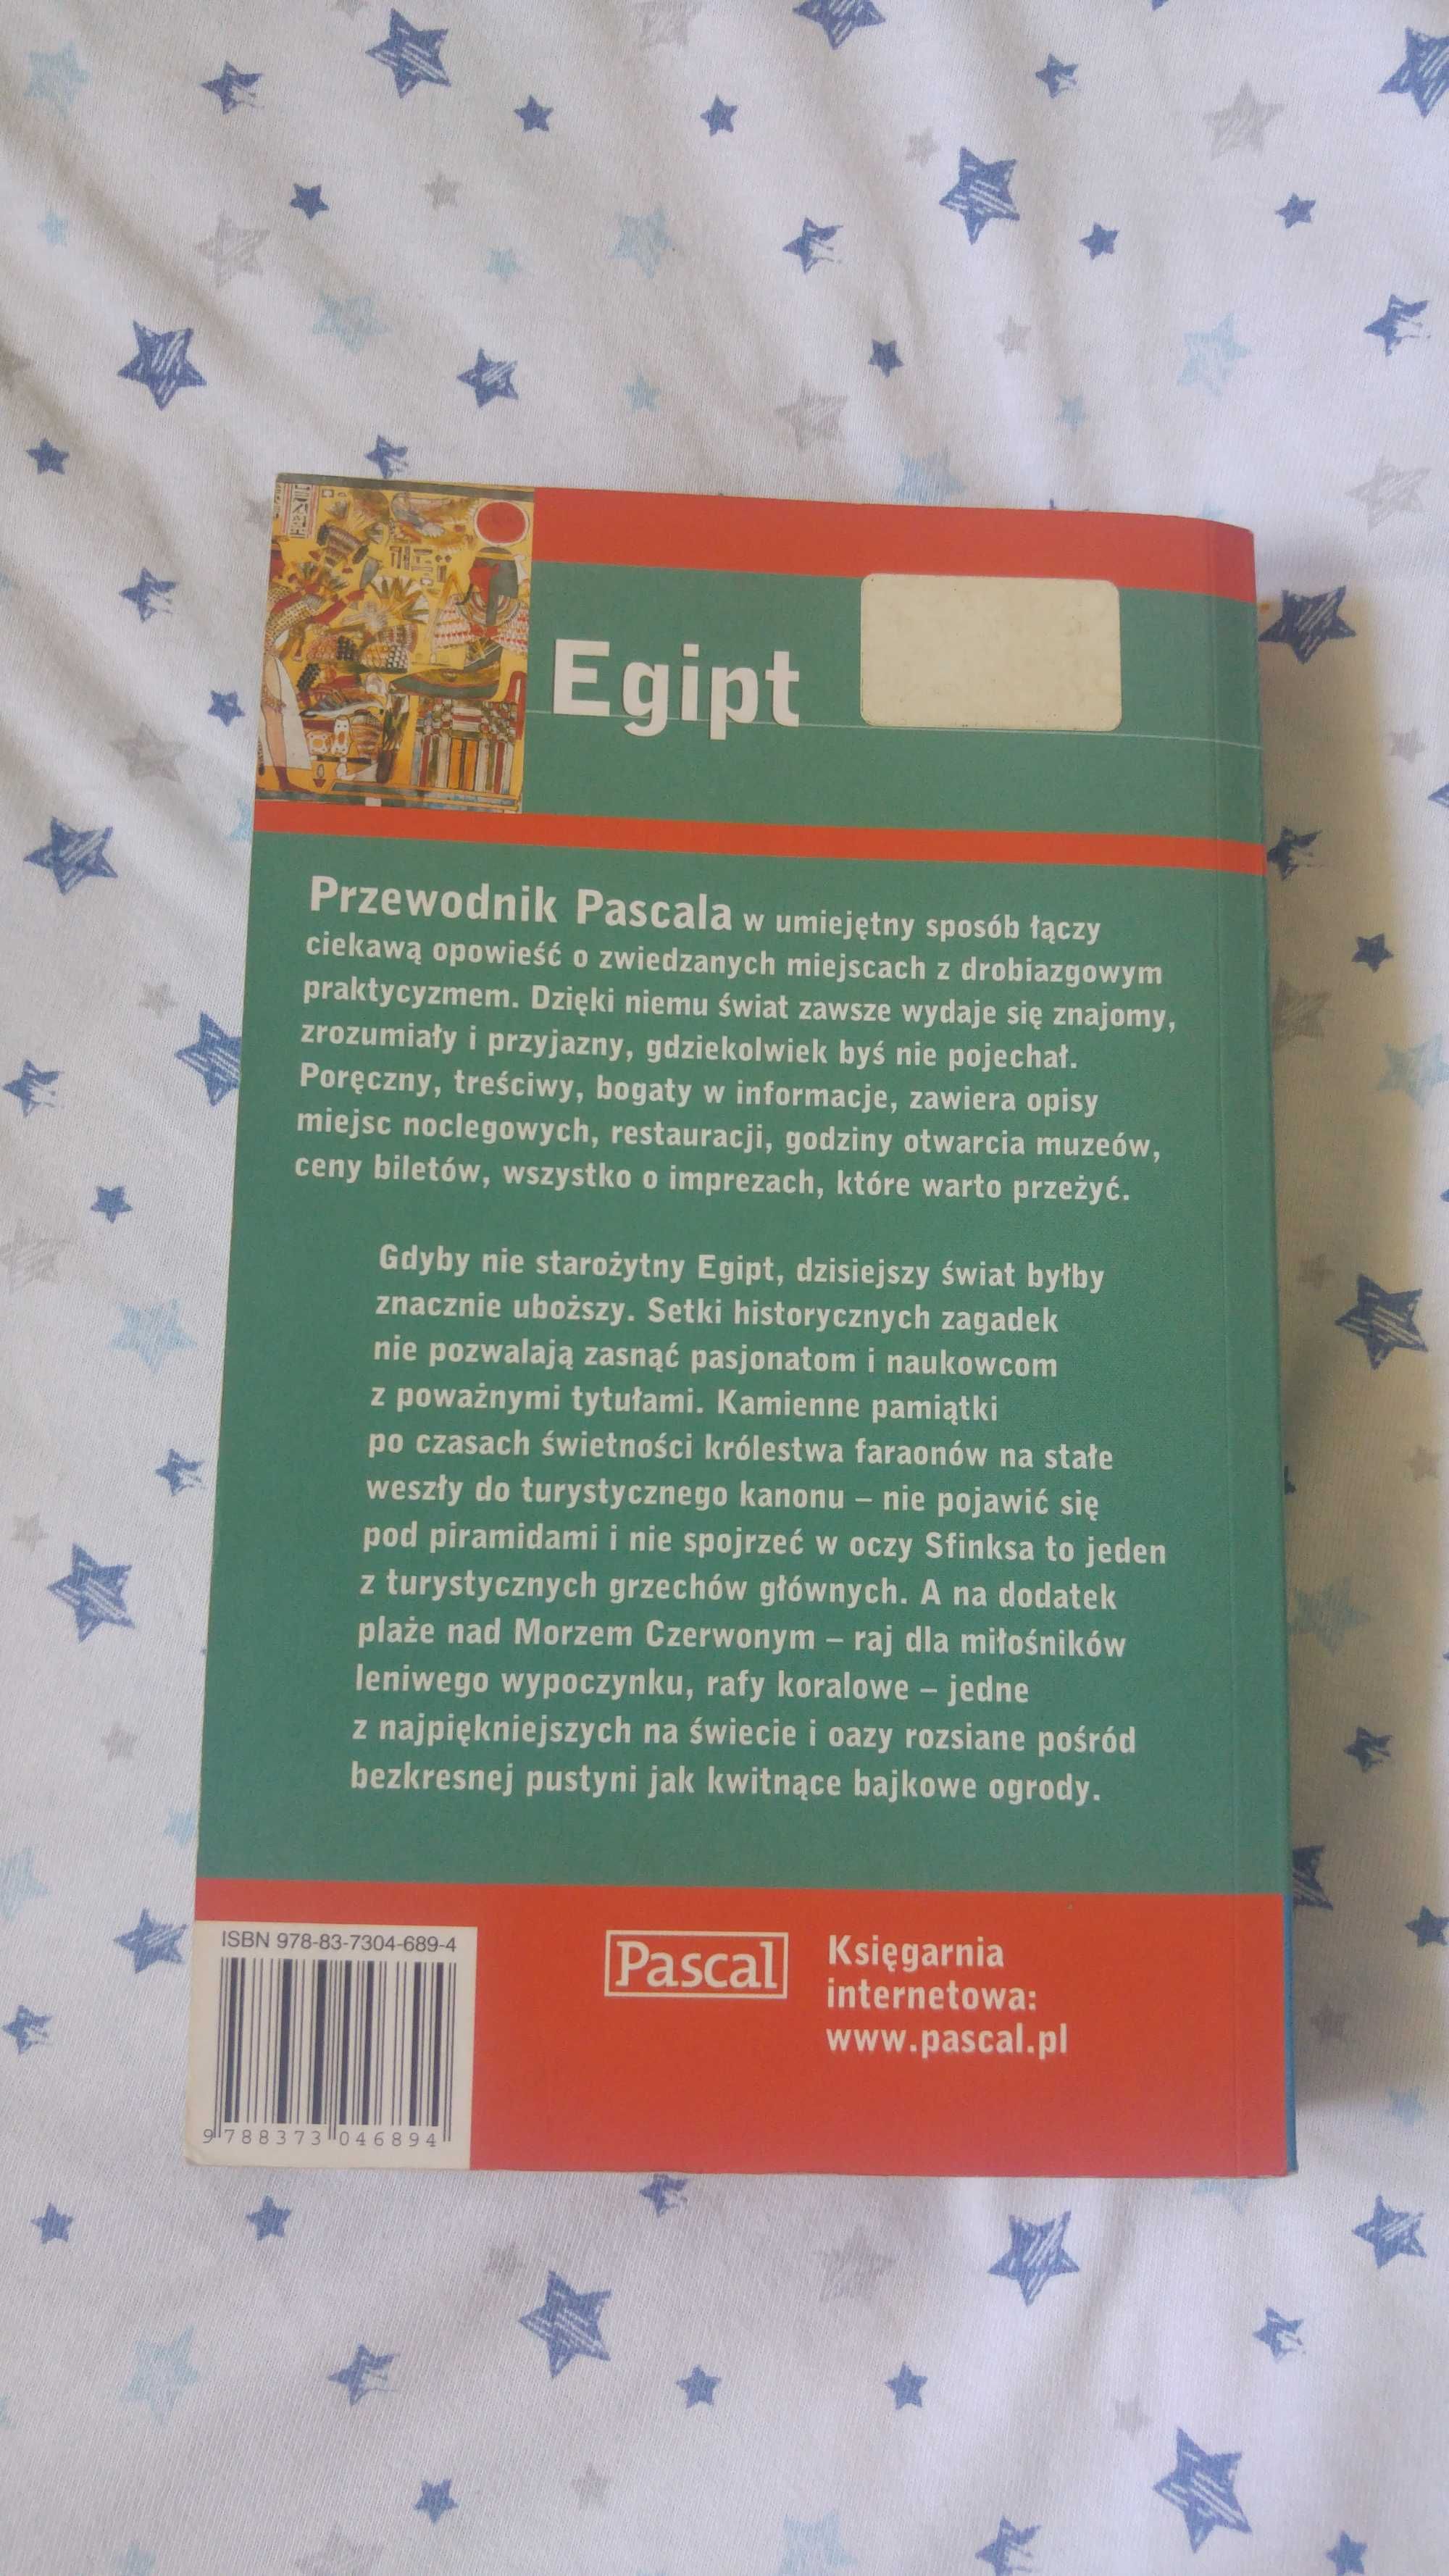 Egipt
Przewodnik Pascala w umiejętny sposób łączy
ciekawą opowieść o zwiedzanych miejscach z drobiazgowym
praktycyzmem. Dzięki niemu świat zawsze wydaje się znajomy,
zrozumiały i przyjazny, gdziekolwiek byś nie pojechał.
Poręczny, treściwy, bogaty w informacje, zawiera opisy
miejsc noclegowych, restauracji, godziny otwarcia muzeów,
ceny biletów, wszystko o imprezach, które warto przeżyć.
Gdyby nie starożytny Egipt, dzisiejszy świat byłby
znacznie uboższy. Setki historycznych zagadek
nie pozwalają zasnąć pasjonatom i naukowcom
z poważnymi tytułami. Kamienne pamiątki
po czasach świetności królestwa faraonów na stałe
weszły do turystycznego kanonu – nie pojawić się
pod piramidami i nie spojrzeć w oczy Sfinksa to jeden
z turystycznych grzechów głównych. A na dodatek
plaże nad Morzem Czerwonym – raj dla miłośników
leniwego wypoczynku, rafy koralowe – jedne
z najpiękniejszych na świecie i oazy rozsiane pośród
bezkresnej pustyni jak kwitnące bajkowe ogrody.
ISBN 978-83-7304-689-4
9 788373 046894
Pascal
Księgarnia
internetowa:
www.pascal.pl